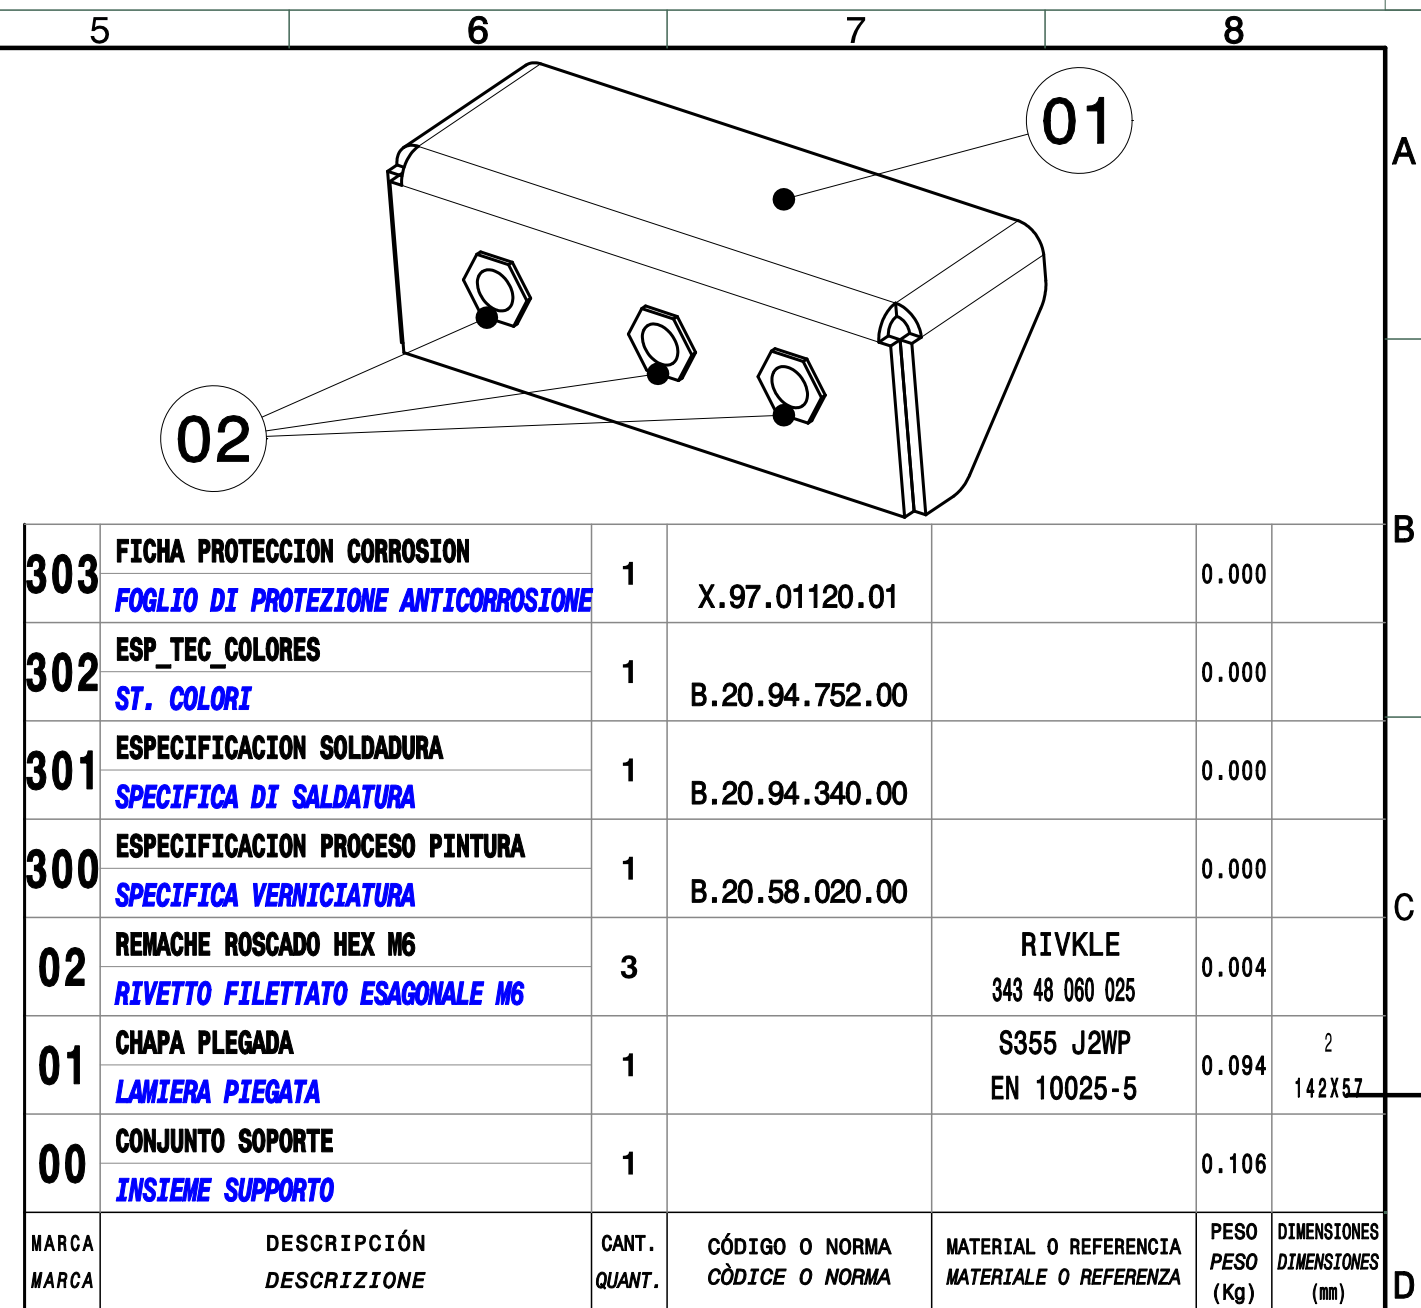 5 6 7 8
01
A
02
B
303 FICHA PROTECCION CORROSION 1 X.97.01120.01 0.000
FOGLIO DI PROTEZIONE ANTICORROSIONE
302 ESP_TEC_COLORES 1 B.20.94.752.00 0.000
ST. COLORI
301 ESPECIFICACION SOLDADURA 1 B.20.94.340.00 0.000
SPECIFICA DI SALDATURA
300 ESPECIFICACION PROCESO PINTURA 1 B.20.58.020.00 0.000
SPECIFICA VERNICIATURA
C
02 REMACHE ROSCADO HEX M6 3 RIVKLE 0.004
RIVETTO FILETTATO ESAGONALE M6 343 48 060 025
01 CHAPA PLEGADA 1 S355 J2WP 0.094 2
LAMIERA PIEGATA EN 10025-5 142X57
00 CONJUNTO SOPORTE 1 0.106
INSIEME SUPPORTO
MARCA DESCRIPCIÓN CANT. CÓDIGO O NORMA MATERIAL O REFERENCIA PESO DIMENSIONES
MARCA DESCRIZIONE QUANT. CÒDICE O NORMA MATERIALE O REFERENZA PESO DIMENSIONES
(Kg) (mm)
D